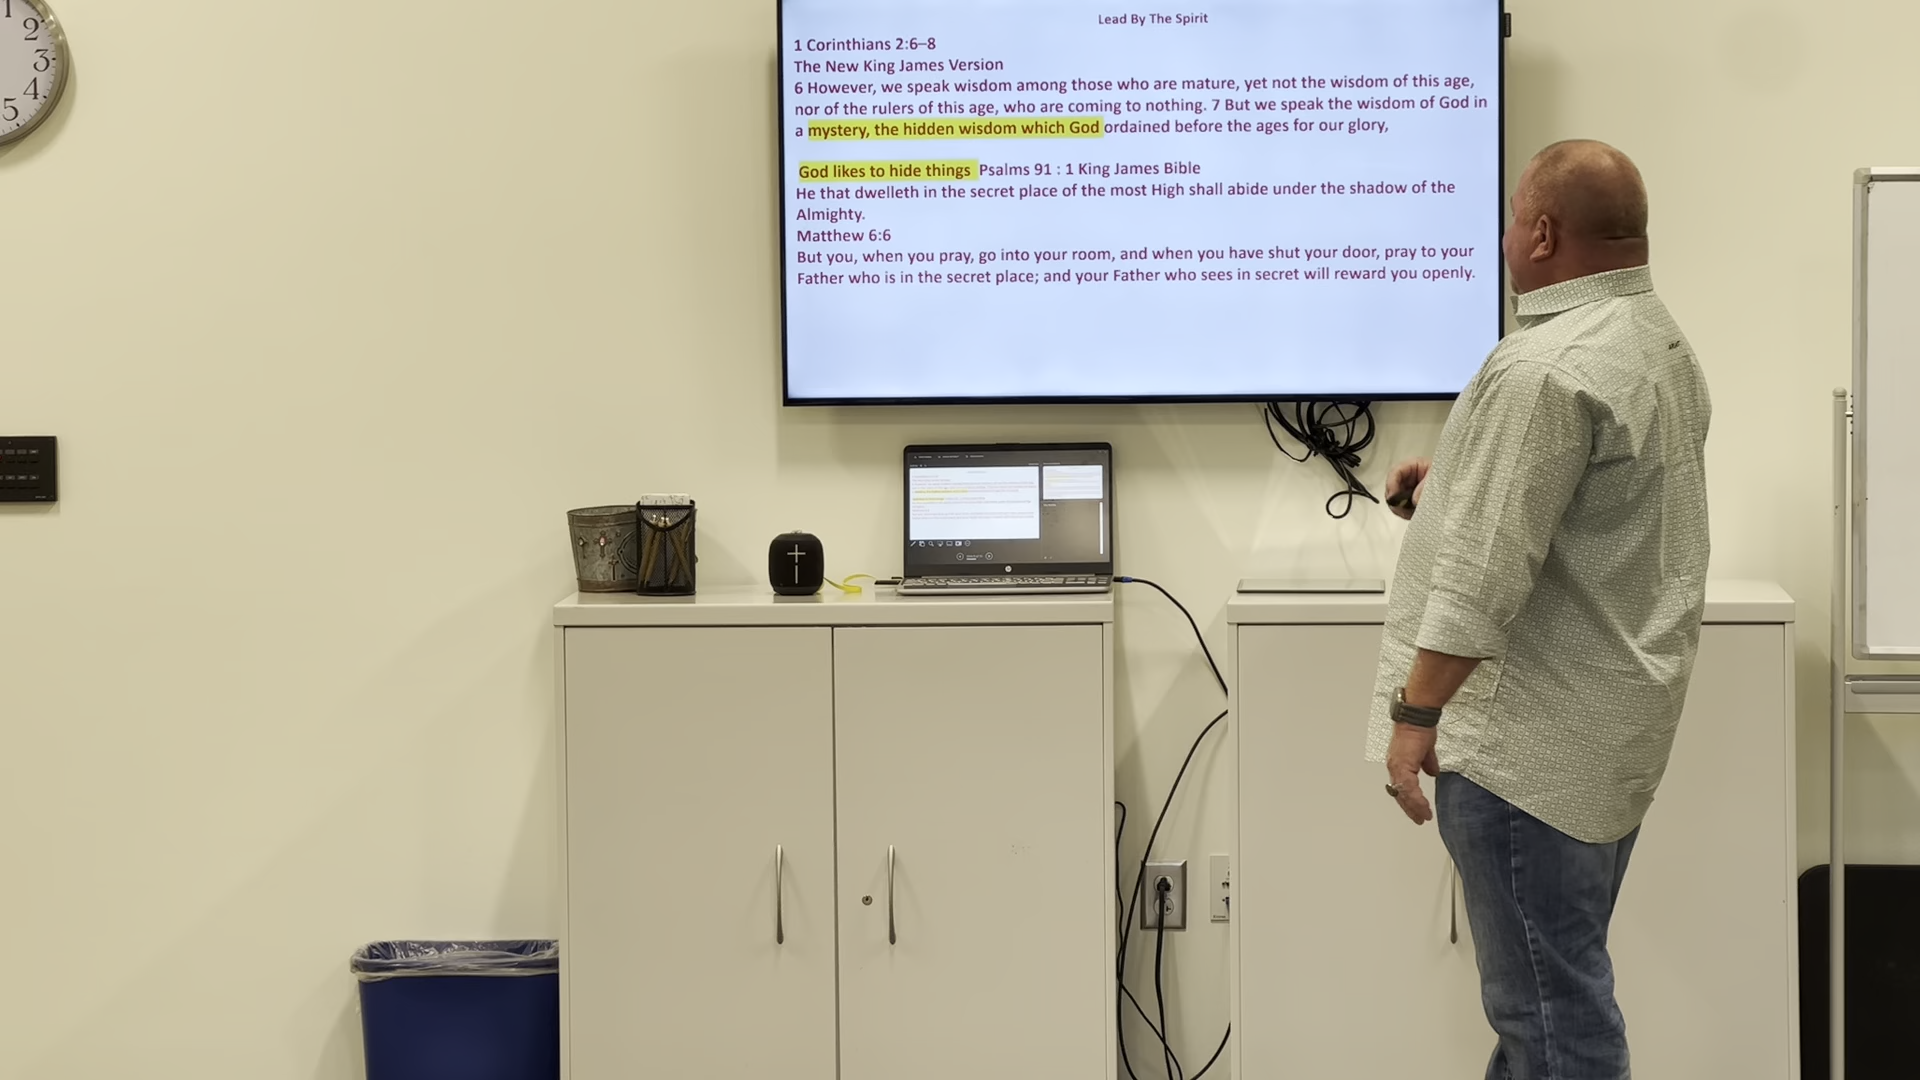 Lead By The Spirit
1 Corinthians 2:6–8
The New King James Version
6 However, we speak wisdom among those who are mature, yet not the wisdom of this age,
nor of the rulers of this age, who are coming to nothing. 7 But we speak the wisdom of God in
a mystery, the hidden wisdom which God ordained before the ages for our glory,
God likes to hide things Psalms 91 : 1 King James Bible
He that dwelleth in the secret place of the most High shall abide under the shadow of the
Almighty.
Matthew 6:6
But you, when you pray, go into your room, and when you have shut your door, pray to your
Father who is in the secret place; and your Father who sees in secret will reward you openly.
1
2
3
4
5
hp
ARIAT